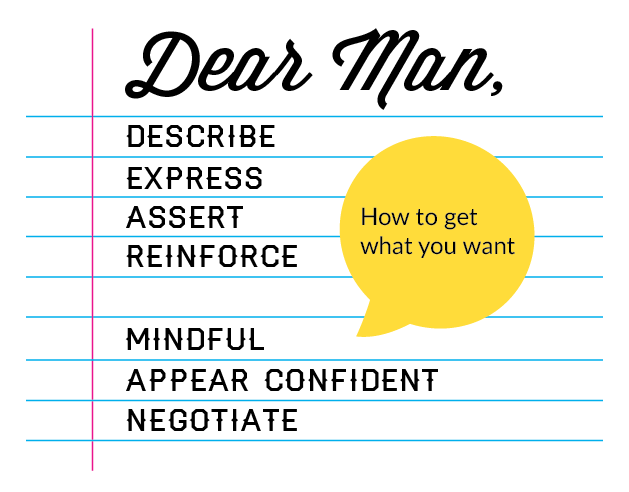 Dear Man,
DESCRIBE
EXPRESS
ASSERT
REINFORCE
How to get
what you want
MINDFUL
APPEAR CONFIDENT
NEGOTIATE